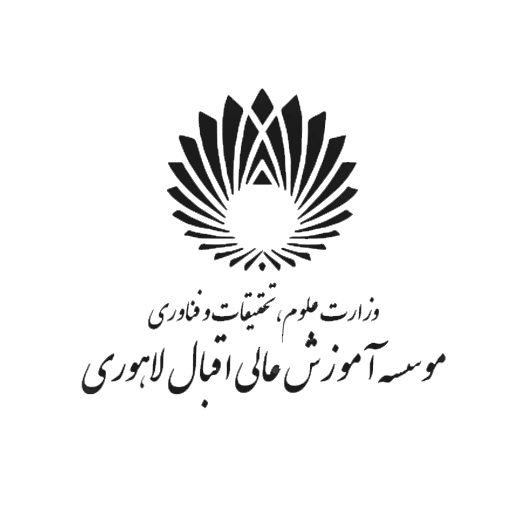 وزارت علوم، تحقیقات و فناوری
موسسه آموزش عالی اقبال لاهوری